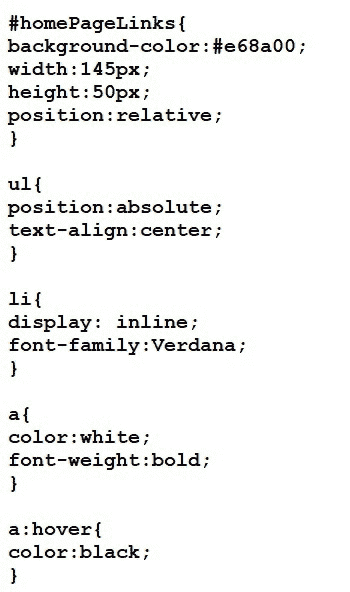 #homePageLinks{
background-color:#e68a00;
width:145px;
height:50px;
position:relative;
}

ul{
position:absolute;
text-align:center;
}

li{
display: inline;
font-family:Verdana;
}

a{
color:white;
font-weight:bold;
}

a:hover{
color:black;
}